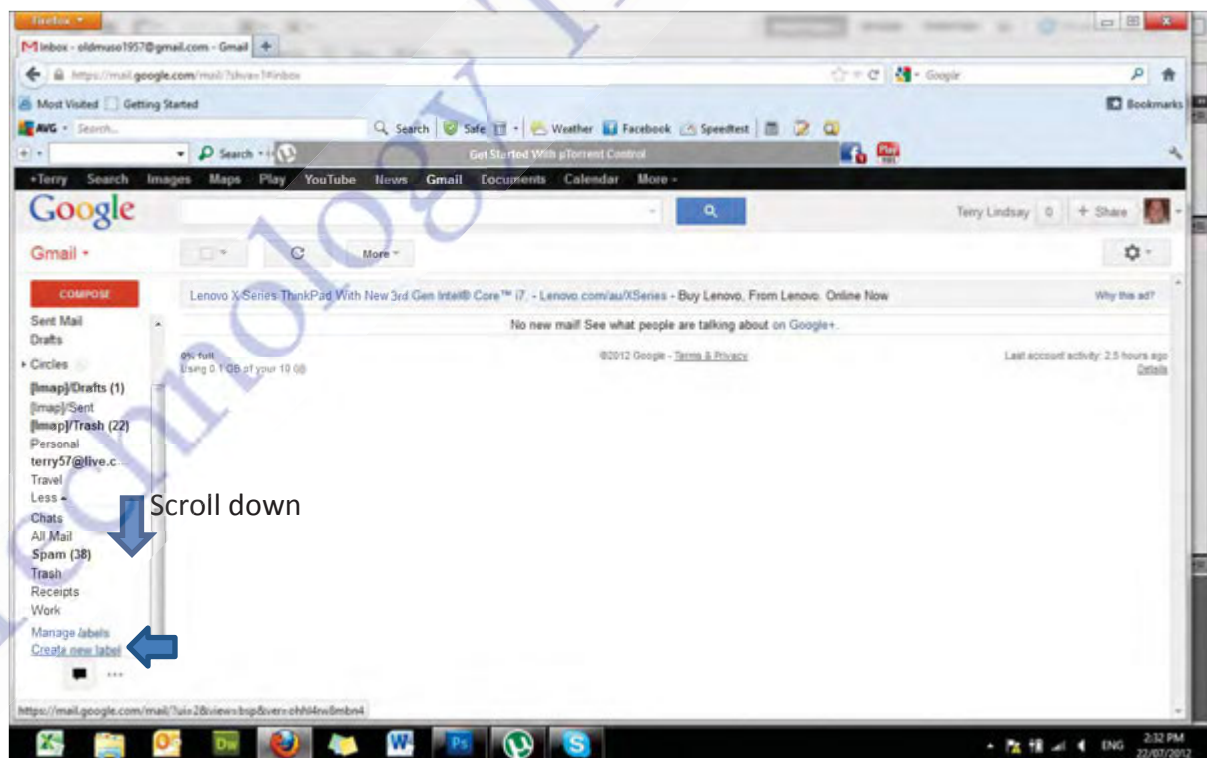 Firefox
Inbox - oldmuso1957@gmail.com - Gmail
https://mail.google.com/mail/?shva=1#inbox
Google
Most Visited Getting Started
Bookmarks
AVG Search... Search Safe Weather Facebook Speedtest
Search Get Started With µTorrent Control
+Terry Search Images Maps Play YouTube News Gmail Documents Calendar More
Google
Terry Lindsay 0 + Share
Gmail
More
COMPOSE
Lenovo X Series ThinkPad With New 3rd Gen Intel® Core™ i7. - Lenovo.com/au/XSeries - Buy Lenovo, From Lenovo. Online Now
Why this ad?
Sent Mail
Drafts
Circles
No new mail! See what people are talking about on Google+.
0% full
Using 0.1 GB of your 10 GB
©2012 Google - Terms & Privacy
Last account activity: 2.5 hours ago
Details
[Imap]/Drafts (1)
[Imap]/Sent
[Imap]/Trash (22)
Personal
terry57@live.c...
Travel
Less
Scroll down
Chats
All Mail
Spam (38)
Trash
Receipts
Work
Manage labels
Create new label
ENG
2:32 PM
22/07/2012